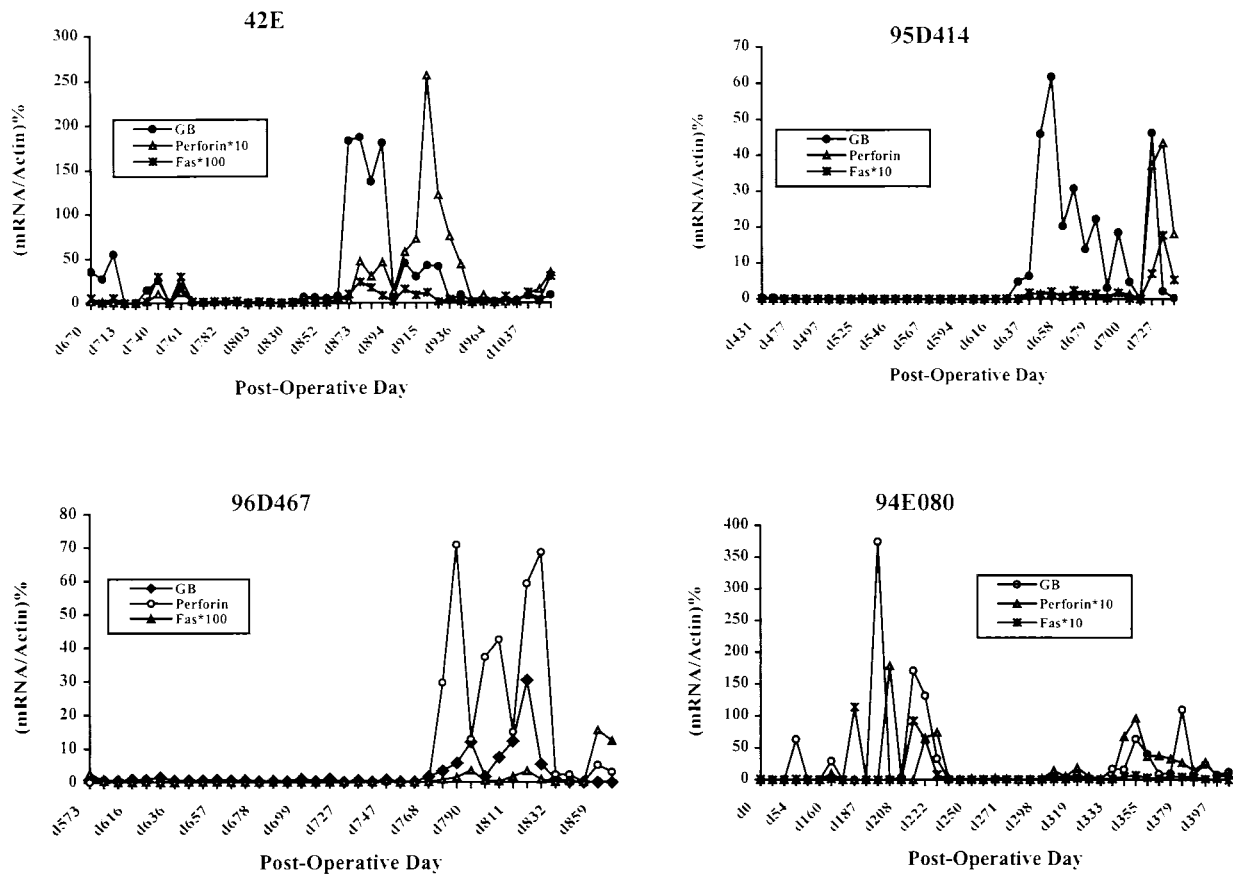 42E
(mRNA/Actin)%
300
250
200
150
100
50
0
GB
Perforin*10
Fas*100
d670
d713
d740
d761
d782
d803
d830
d852
d873
d894
d915
d936
d964
d1037
Post-Operative Day
95D414
(mRNA/Actin)%
70
60
50
40
30
20
10
0
GB
Perforin
Fas*10
d431
d477
d497
d525
d546
d567
d594
d616
d637
d658
d679
d700
d727
Post-Operative Day
96D467
(mRNA/Actin)%
80
70
60
50
40
30
20
10
0
GB
Perforin
Fas*100
d573
d616
d636
d657
d678
d699
d727
d747
d768
d790
d811
d832
d859
Post-Operative Day
94E080
(mRNA/Actin)%
400
350
300
250
200
150
100
50
0
GB
Perforin*10
Fas*10
d0
d54
d160
d187
d208
d222
d250
d271
d298
d319
d333
d355
d379
d397
Post-Operative Day